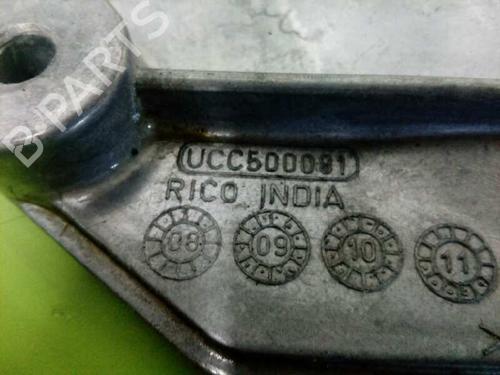 B PARTS
UCC500081
RICO INDIA
08 09 10 11